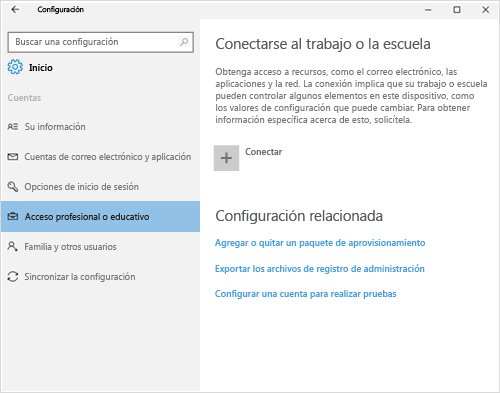 Configuración
Buscar una configuración
Inicio
Cuentas
Su información
Cuentas de correo electrónico y aplicación
Opciones de inicio de sesión
Acceso profesional o educativo
Familia y otros usuarios
Sincronizar la configuración
Conectarse al trabajo o la escuela
Obtenga acceso a recursos, como el correo electrónico, las
aplicaciones y la red. La conexión implica que su trabajo o escuela
pueden controlar algunos elementos en este dispositivo, como
los valores de configuración que puede cambiar. Para obtener
información específica acerca de esto, solicítela.
Conectar
Configuración relacionada
Agregar o quitar un paquete de aprovisionamiento
Exportar los archivos de registro de administración
Configurar una cuenta para realizar pruebas